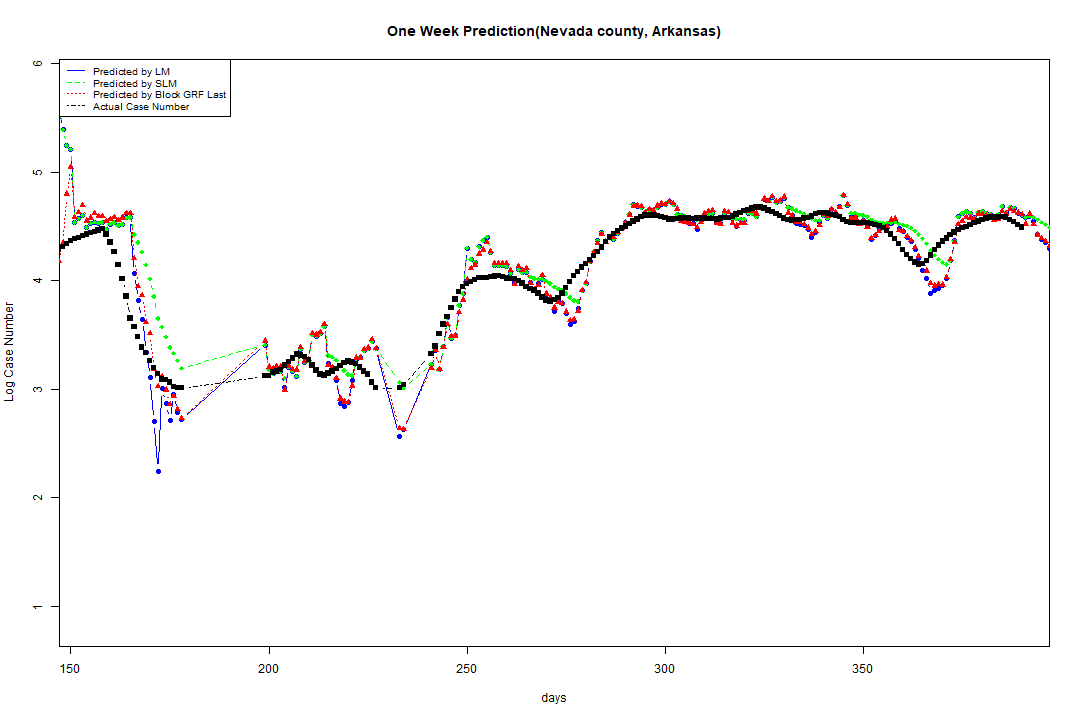 One Week Prediction(Nevada county, Arkansas)
Predicted by LM
Predicted by SLM
Predicted by Block GRF Last
Actual Case Number
6
5
4
3
2
1
Log Case Number
150 200 250 300 350
days